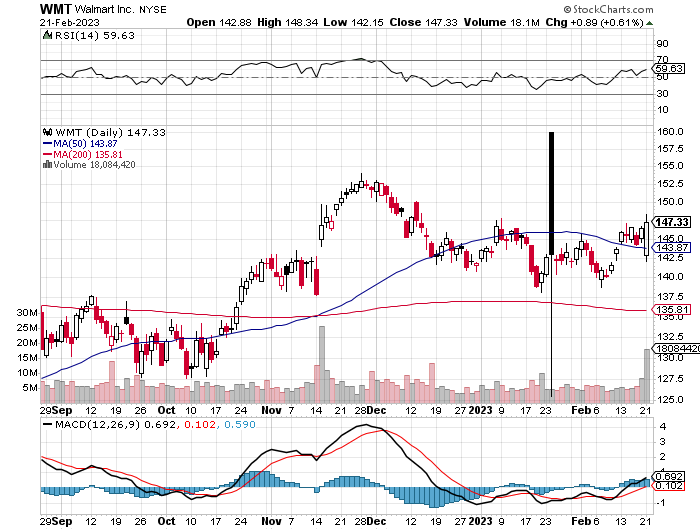 WMT Walmart Inc. NYSE © StockCharts.com
21-Feb-2023 Open 142.88 High 148.34 Low 142.15 Close 147.33 Volume 18.1M Chg +0.89 (+0.61%)
RSI(14) 59.63
90
70
59.63
50
30
10
WMT (Daily) 147.33
MA(50) 143.87
MA(200) 135.81
Volume 18,084,420
160.0
157.5
155.0
152.5
150.0
147.33
145.0
143.87
142.5
140.0
137.5
135.81
135.0
18084420
130.0
127.5
125.0
30M
25M
20M
15M
10M
5M
29 Sep 12 19 26 Oct 10 17 24 Nov 7 14 21 28 Dec 12 19 27 2023 9 17 23 Feb 6 13 21
MACD(12,26,9) 0.692, 0.102, 0.590
4
3
2
1
0.692
0.102
-1
29 Sep 12 19 26 Oct 10 17 24 Nov 7 14 21 28 Dec 12 19 27 2023 9 17 23 Feb 6 13 21